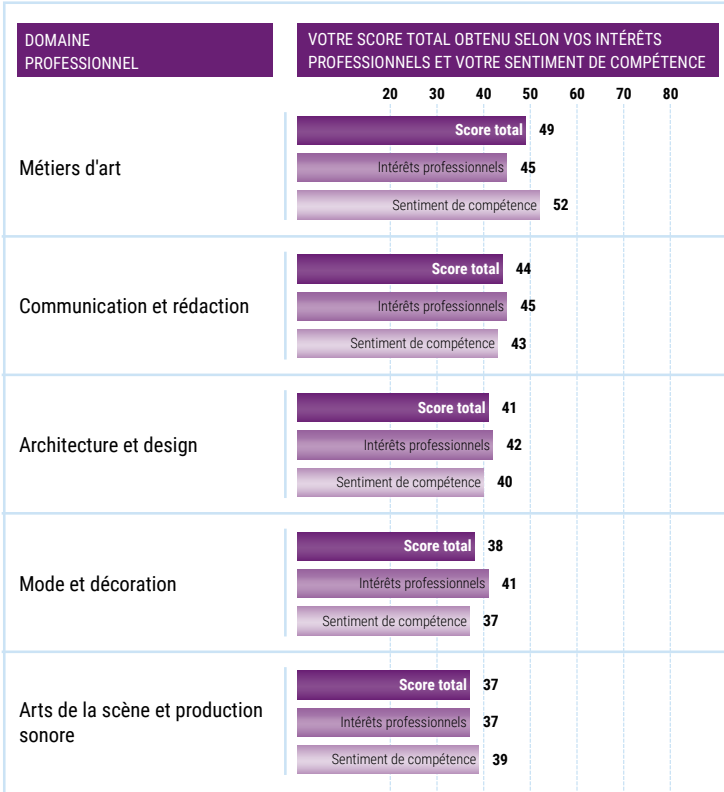 DOMAINE
PROFESSIONNEL
VOTRE SCORE TOTAL OBTENU SELON VOS INTÉRÊTS
PROFESSIONNELS ET VOTRE SENTIMENT DE COMPÉTENCE
20 30 40 50 60 70 80
Métiers d'art
Score total 49
Intérêts professionnels 45
Sentiment de compétence 52
Communication et rédaction
Score total 44
Intérêts professionnels 45
Sentiment de compétence 43
Architecture et design
Score total 41
Intérêts professionnels 42
Sentiment de compétence 40
Mode et décoration
Score total 38
Intérêts professionnels 41
Sentiment de compétence 37
Arts de la scène et production
sonore
Score total 37
Intérêts professionnels 37
Sentiment de compétence 39